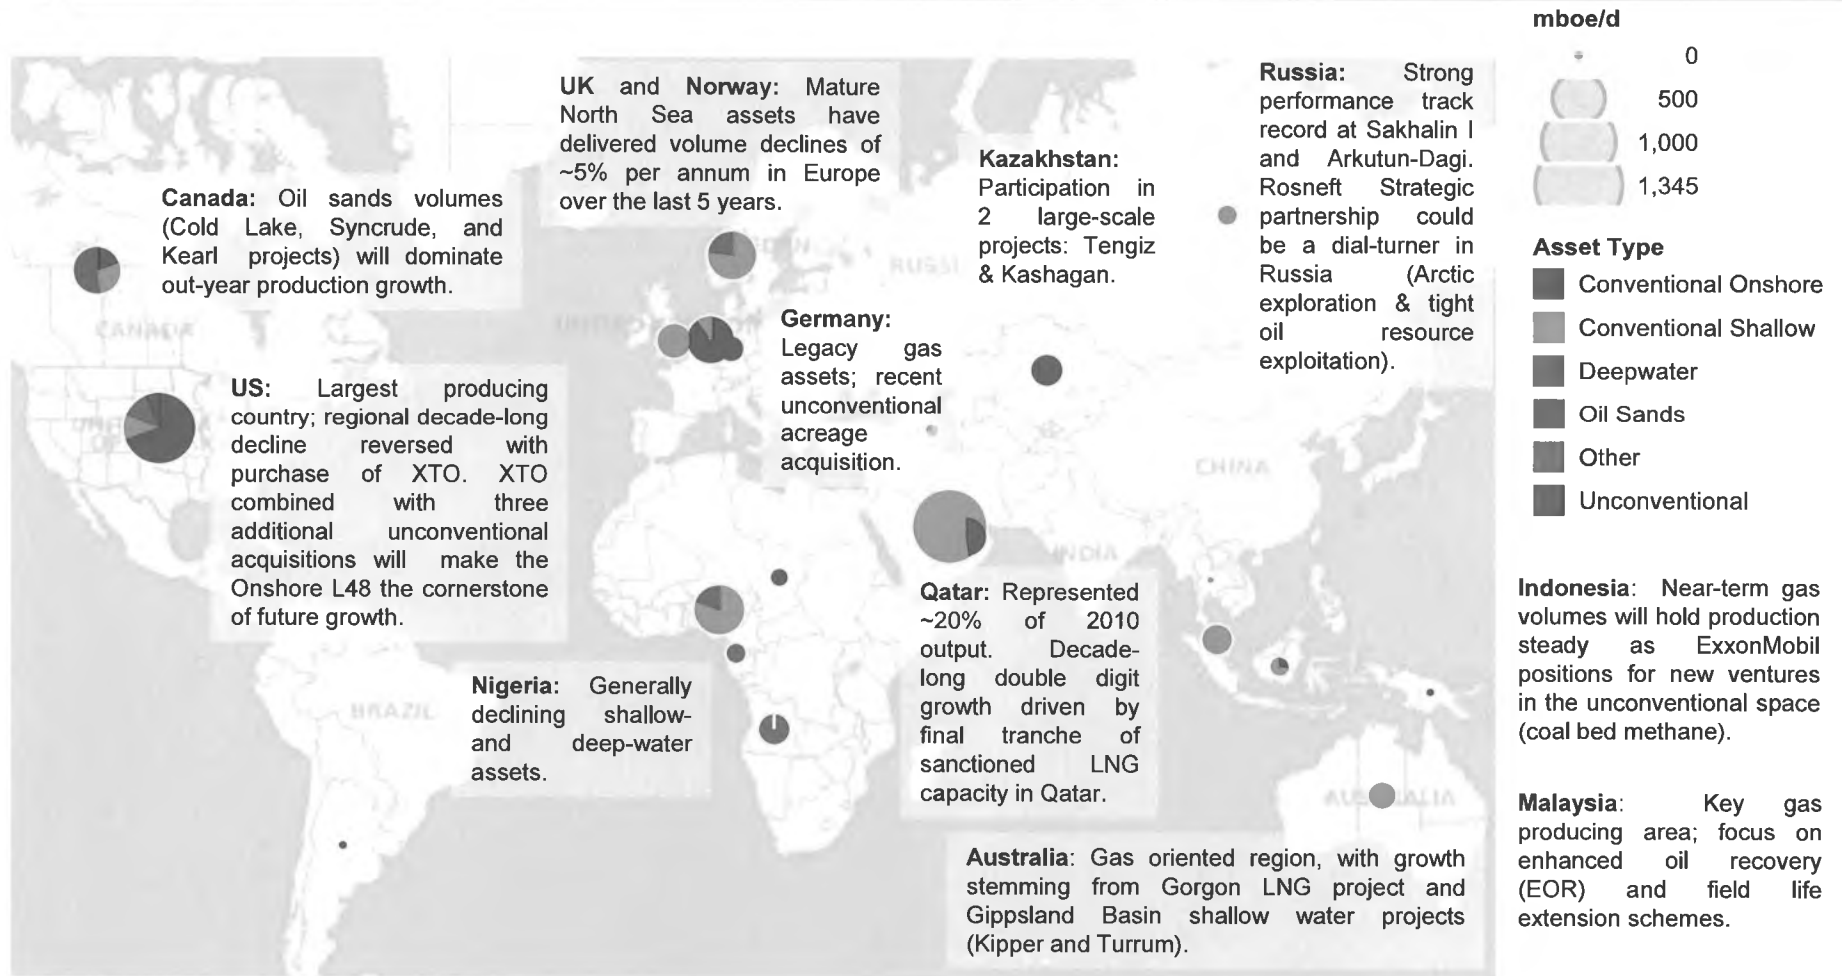 mboe/d
0
500
1,000
1,345
Asset Type
Conventional Onshore
Conventional Shallow
Deepwater
Oil Sands
Other
Unconventional
UK and Norway: Mature
North Sea assets have
delivered volume declines of
~5% per annum in Europe
over the last 5 years.
Russia: Strong
performance track
record at Sakhalin I
and Arkutun-Dagi.
Rosneft Strategic
partnership could
be a dial-turner in
Russia (Arctic
exploration & tight
oil resource
exploitation).
Kazakhstan:
Participation in
2 large-scale
projects: Tengiz
& Kashagan.
Canada: Oil sands volumes
(Cold Lake, Syncrude, and
Kearl projects) will dominate
out-year production growth.
CANADA
Germany:
Legacy gas
assets; recent
unconventional
acreage
acquisition.
US: Largest producing
country; regional decade-long
decline reversed with
purchase of XTO. XTO
combined with three
additional unconventional
acquisitions will make the
Onshore L48 the cornerstone
of future growth.
CHINA
INDIA
Qatar: Represented
~20% of 2010
output. Decade-
long double digit
growth driven by
final tranche of
sanctioned LNG
capacity in Qatar.
Nigeria: Generally
declining shallow-
and deep-water
assets.
BRAZIL
Australia: Gas oriented region, with growth
stemming from Gorgon LNG project and
Gippsland Basin shallow water projects
(Kipper and Turrum).
Indonesia: Near-term gas
volumes will hold production
steady as ExxonMobil
positions for new ventures
in the unconventional space
(coal bed methane).
Malaysia: Key gas
producing area; focus on
enhanced oil recovery
(EOR) and field life
extension schemes.